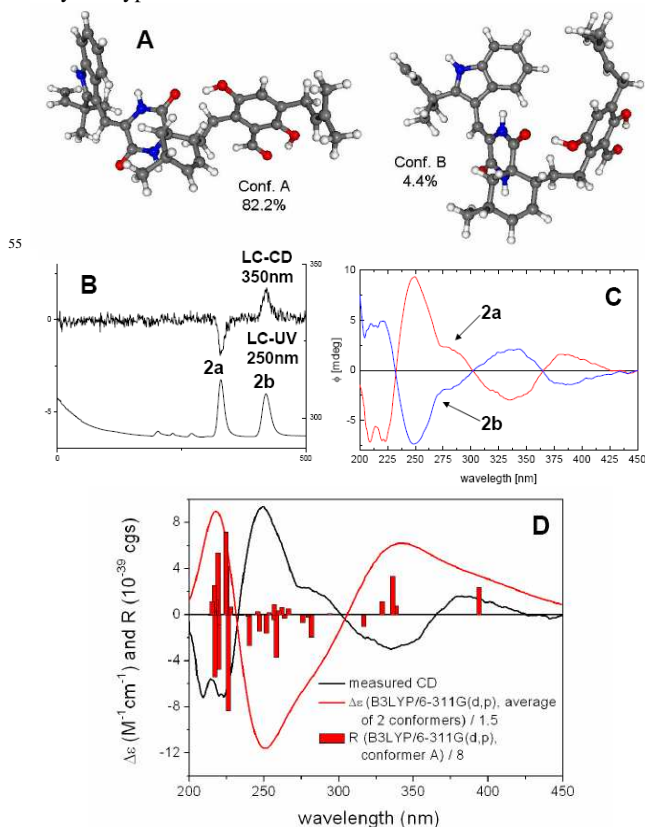 A
Conf. A
82.2%
Conf. B
4.4%
55
B
LC-CD
350nm
LC-UV
250nm
2a
2b
0
-5
350
300
0
500
C
2a
2b
10
5
0
-5
ϕ [mdeg]
200 225 250 275 300 325 350 375 400 425 450
wavelegth [nm]
D
8
4
0
-4
-8
-12
Δε (M⁻¹cm⁻¹) and R (10⁻³⁹ cgs)
measured CD
Δε (B3LYP/6-311G(d,p), average
of 2 conformers) / 1.5
R (B3LYP/6-311G(d,p),
conformer A) / 8
200 250 300 350 400 450
wavelength (nm)